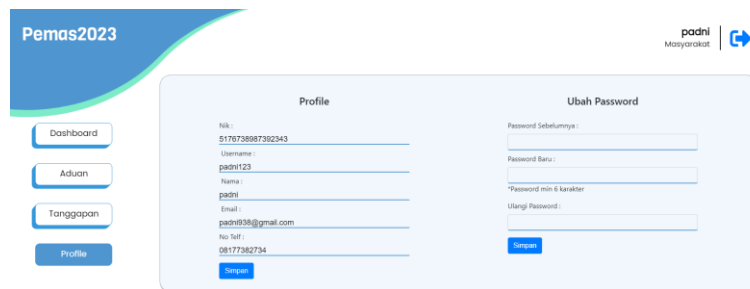 Pemas2023
padni
Masyarakat
Dashboard
Aduan
Tanggapan
Profile
Profile
Nik :
5176738987392343
Username :
padni123
Nama :
padni
Email :
padni938@gmail.com
No Telf :
08177382734
Simpan
Ubah Password
Password Sebelumnya :
Password Baru :
*Password min 6 karakter
Ulangi Password :
Simpan